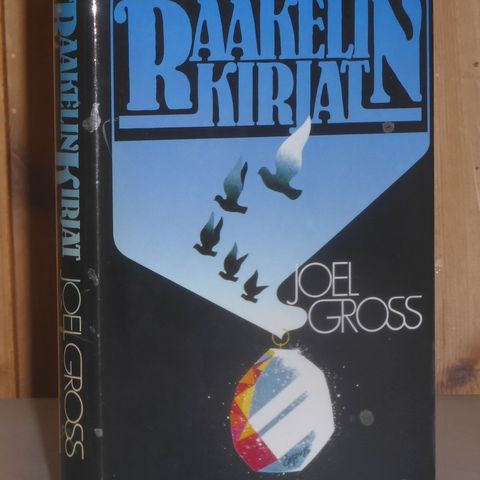 RAAKELIN
KIRJAT
JOEL
GROSS
RAAKELIN KIRJAT JOEL GROSS